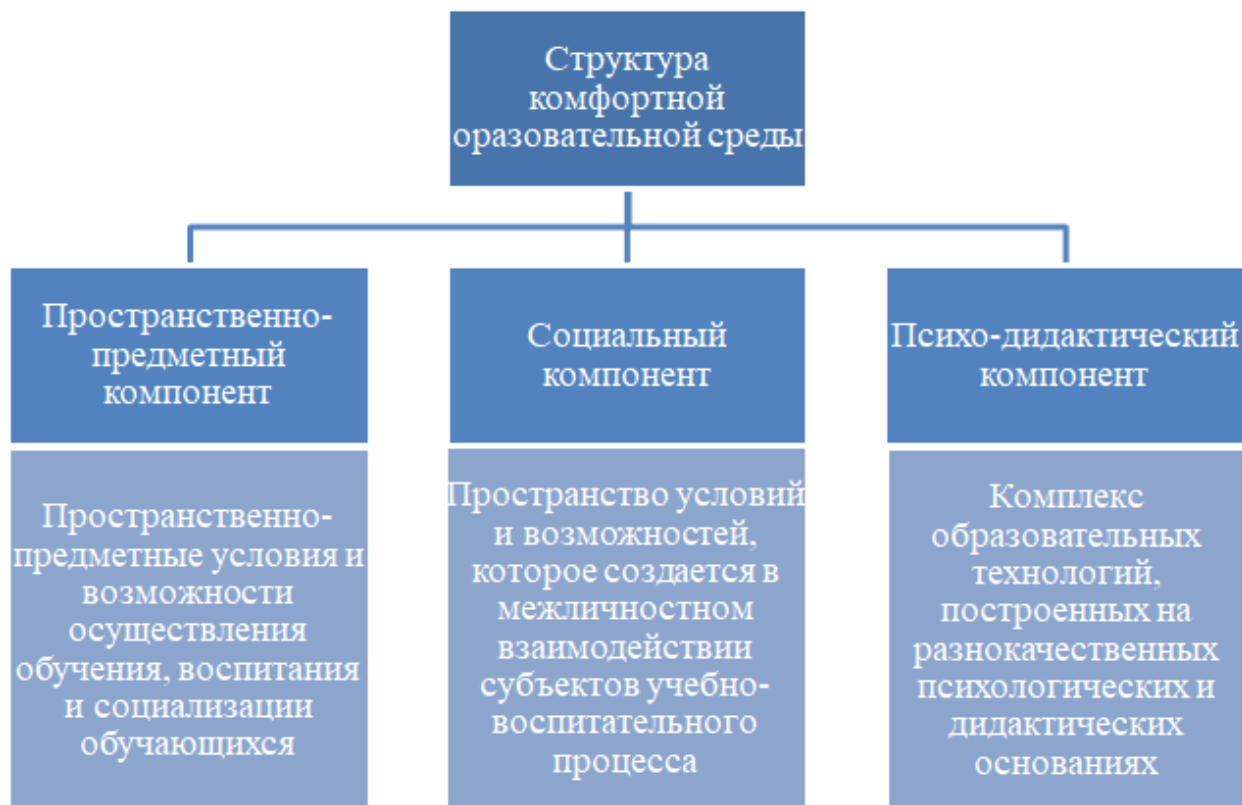 Структура
комфортной
оразовательной среды
Пространственно-
предметный
компонент
Пространственно-
предметные условия и
возможности
осуществления
обучения, воспитания
и социализации
обучающихся
Социальный
компонент
Пространство условий
и возможностей,
которое создается в
межличностном
взаимодействии
субъектов учебно-
воспитательного
процесса
Психо-дидактический
компонент
Комплекс
образовательных
технологий,
построенных на
разнокачественных
психологических и
дидактических
основаниях